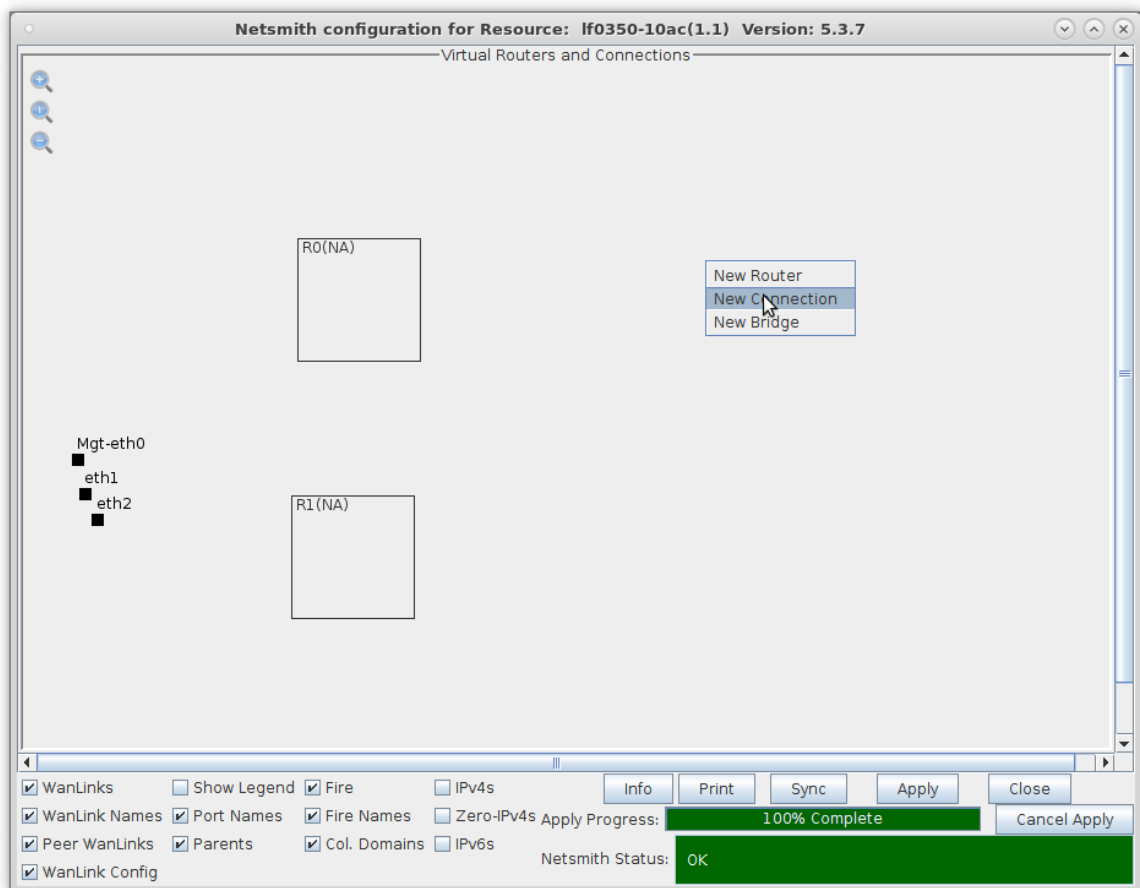 Netsmith configuration for Resource: lf0350-10ac(1.1) Version: 5.3.7
Virtual Routers and Connections
R0(NA)
New Router
New Connection
New Bridge
Mgt-eth0
eth1
eth2
R1(NA)
WanLinks Show Legend Fire IPv4s Info Print Sync Apply Close
WanLink Names Port Names Fire Names Zero-IPv4s Apply Progress: 100% Complete Cancel Apply
Peer WanLinks Parents Col. Domains IPv6s Netsmith Status: OK
WanLink Config